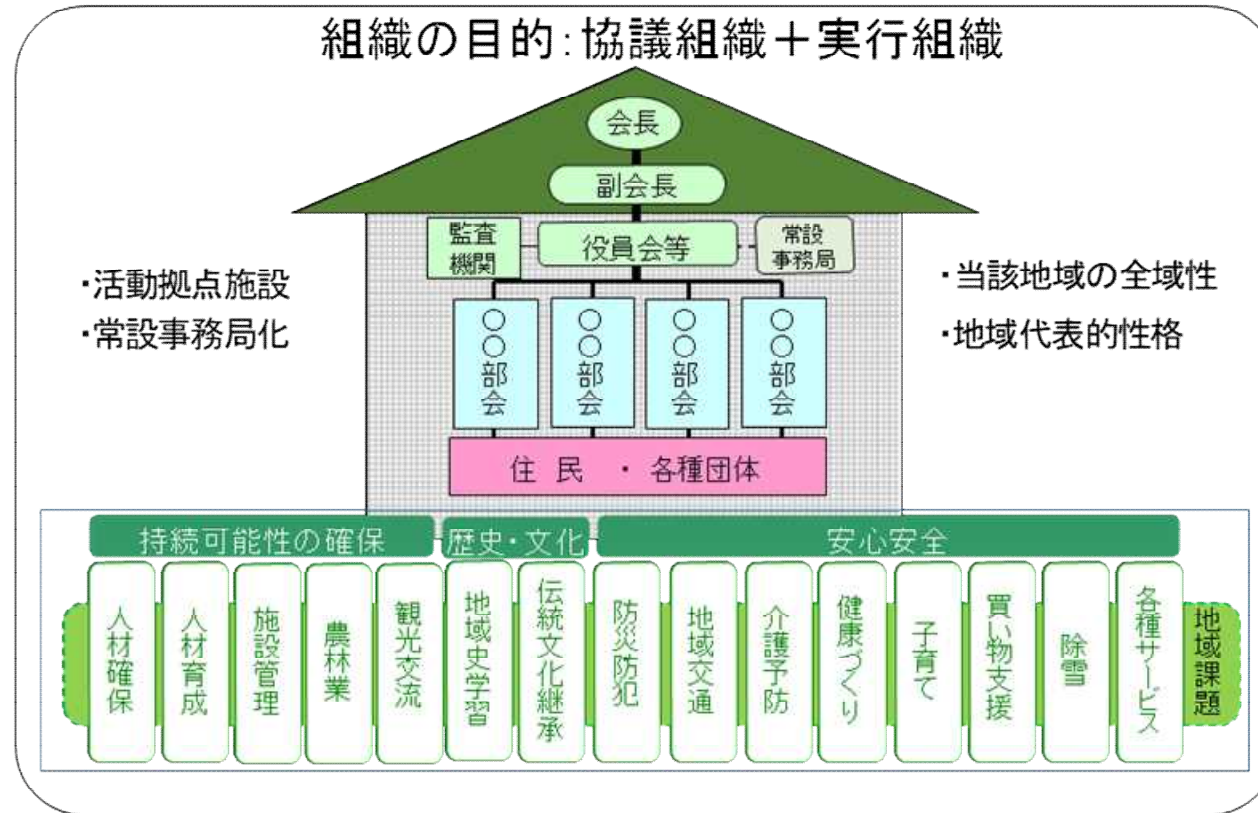 組織の目的：協議組織＋実行組織
会長
副会長
監査
機関
役員会等
常設
事務局
・活動拠点施設
・常設事務局化
・当該地域の全域性
・地域代表的性格
〇〇部会
〇〇部会
〇〇部会
〇〇部会
住民・各種団体
持続可能性の確保
歴史・文化
安心安全
人材確保
人材育成
施設管理
農林業
観光交流
地域史学習
伝統文化継承
防災防犯
地域交通
介護予防
健康づくり
子育て
買い物支援
除雪
各種サービス
地域課題